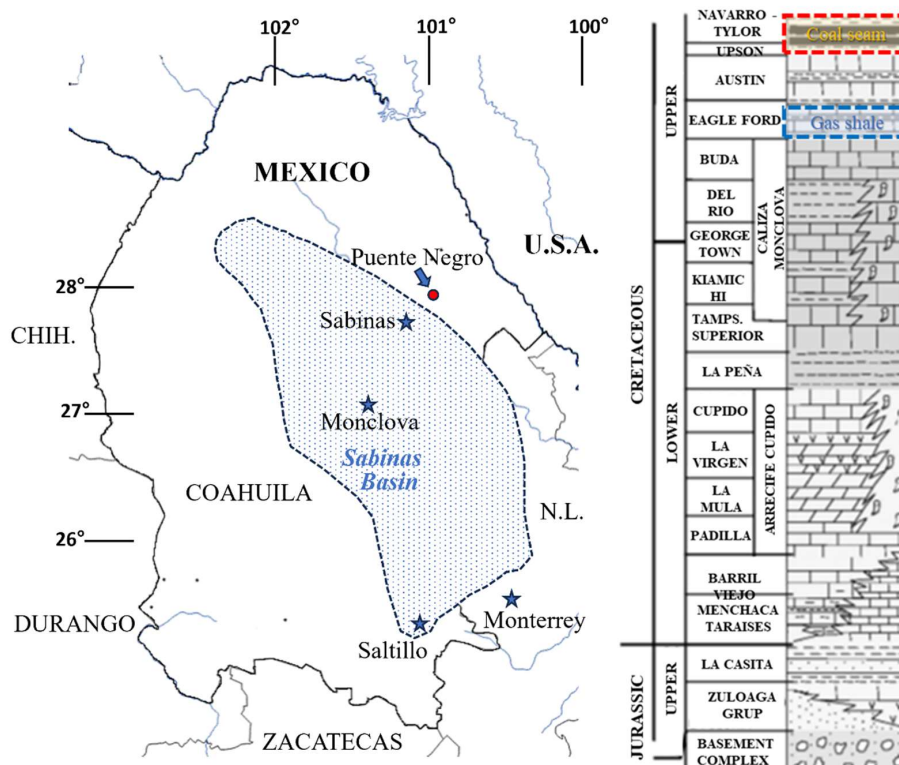 102°
101°
100°
MEXICO
U.S.A.
Puente Negro
28°
Sabinas
CHIH.
27°
Monclova
Sabinas
Basin
COAHUILA
N.L.
26°
DURANGO
Monterrey
Saltillo
ZACATECAS
CRETACEOUS
UPPER
LOWER
JURASSIC
UPPER
NAVARRO
TYLOR
UPSON
AUSTIN
EAGLE FORD
BUDA
DEL
RIO
GEORGE
TOWN
KIAMIC
HI
TAMPS.
SUPERIOR
CALIZA
MONCLOVA
LA PEÑA
CUPIDO
LA
VIRGEN
LA
MULA
PADILLA
ARRECIFE CUPIDO
BARRIL
VIEJO
MENCHACA
TARAISES
LA CASITA
ZULOAGA
GRUP
BASEMENT
COMPLEX
Coal seam
Gas shale